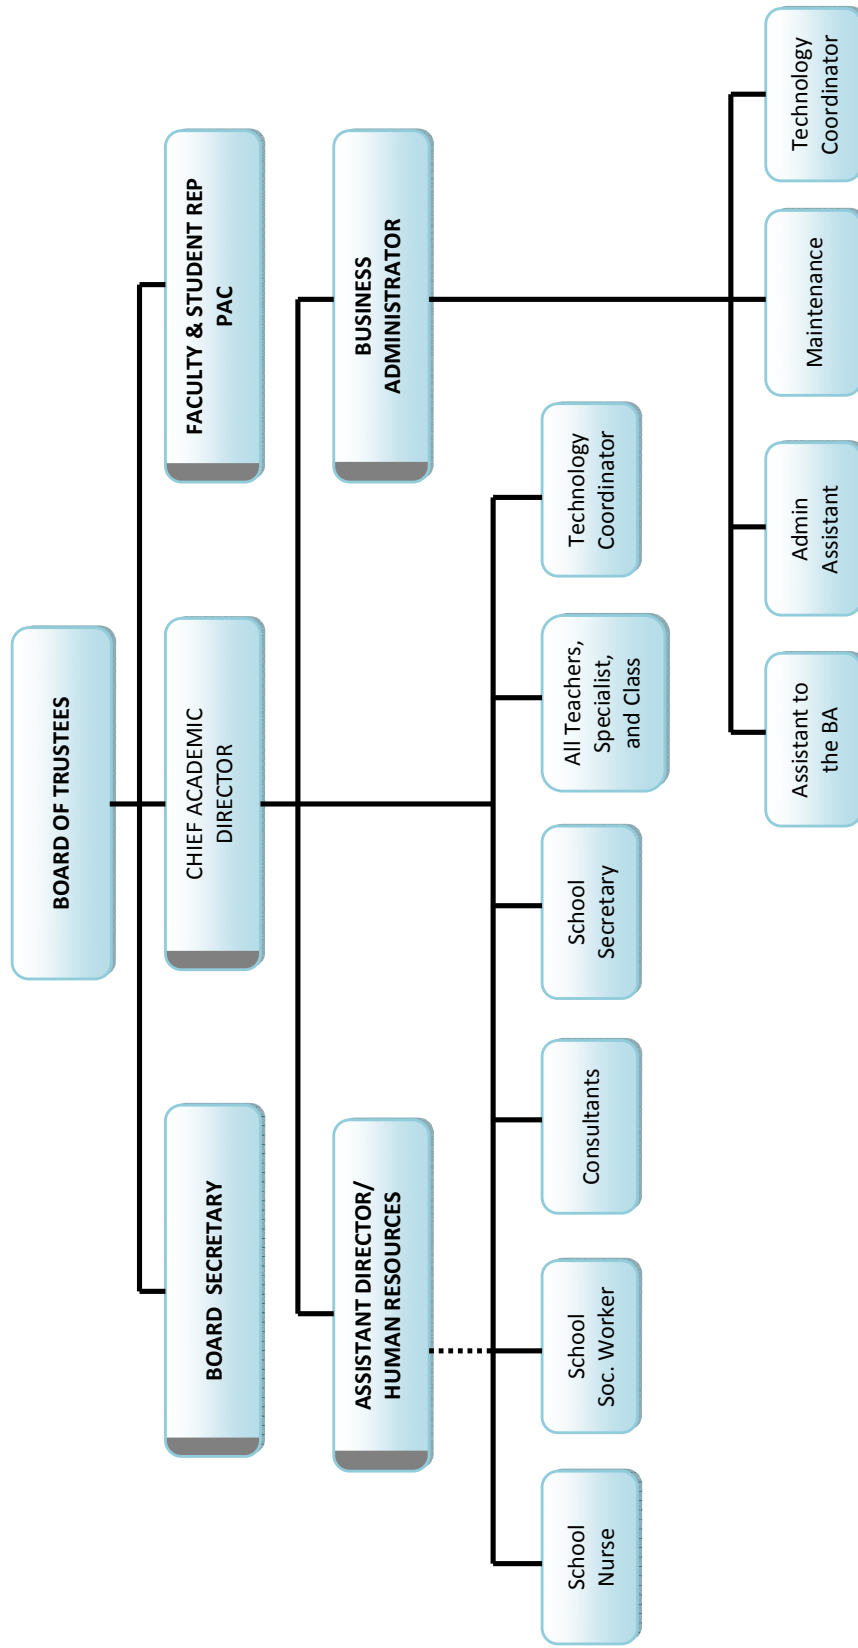 BOARD OF TRUSTEES
BOARD SECRETARY
CHIEF ACADEMIC
DIRECTOR
FACULTY & STUDENT REP
PAC
ASSISTANT DIRECTOR/
HUMAN RESOURCES
BUSINESS
ADMINISTRATOR
School
Nurse
School
Soc. Worker
Consultants
School
Secretary
All Teachers,
Specialist,
and Class
Technology
Coordinator
Assistant to
the BA
Admin
Assistant
Maintenance
Technology
Coordinator